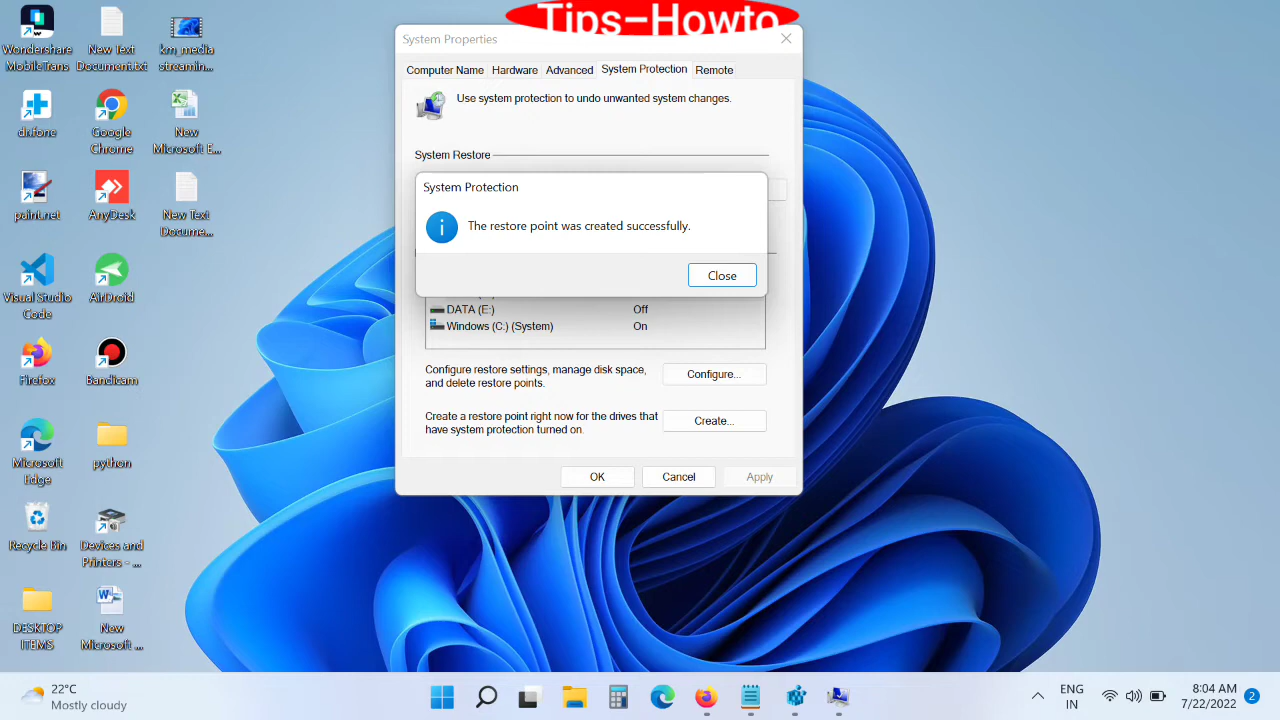 Tips-Howto
System Properties
Computer Name
Hardware
Advanced
System Protection
Remote
Use system protection to undo unwanted system changes.
System Restore
System Protection
The restore point was created successfully.
Close
DATA (E:)
Off
Windows (C:) (System)
On
Configure restore settings, manage disk space,
and delete restore points.
Configure...
Create a restore point right now for the drives that
have system protection turned on.
Create...
OK
Cancel
Apply
Wondershare
MobileTrans
New Text
Document.txt
km_media
streamin...
dr.fone
Google
Chrome
New
Microsoft E...
paint.net
AnyDesk
New Text
Docume...
Visual Studio
Code
AirDroid
Firefox
Bandicam
Microsoft
Edge
python
Recycle Bin
Devices and
Printers - ...
DESKTOP
ITEMS
New
Microsoft ...
22°C
Mostly cloudy
ENG
IN
8:04 AM
7/22/2022
2